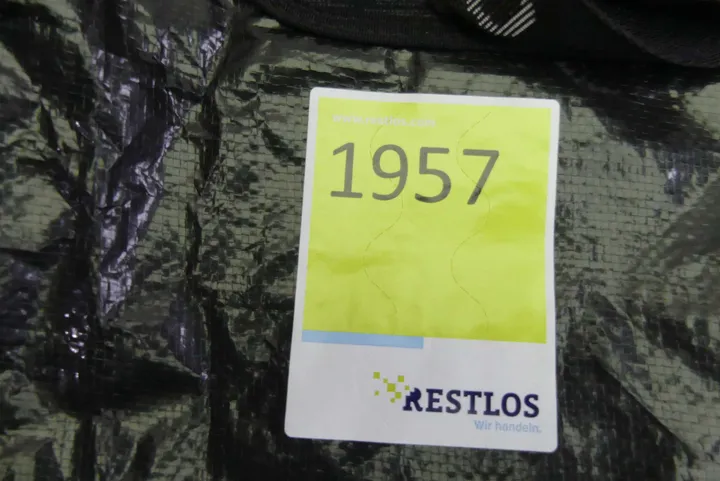 1957
RESTLOS
Wir handeln.